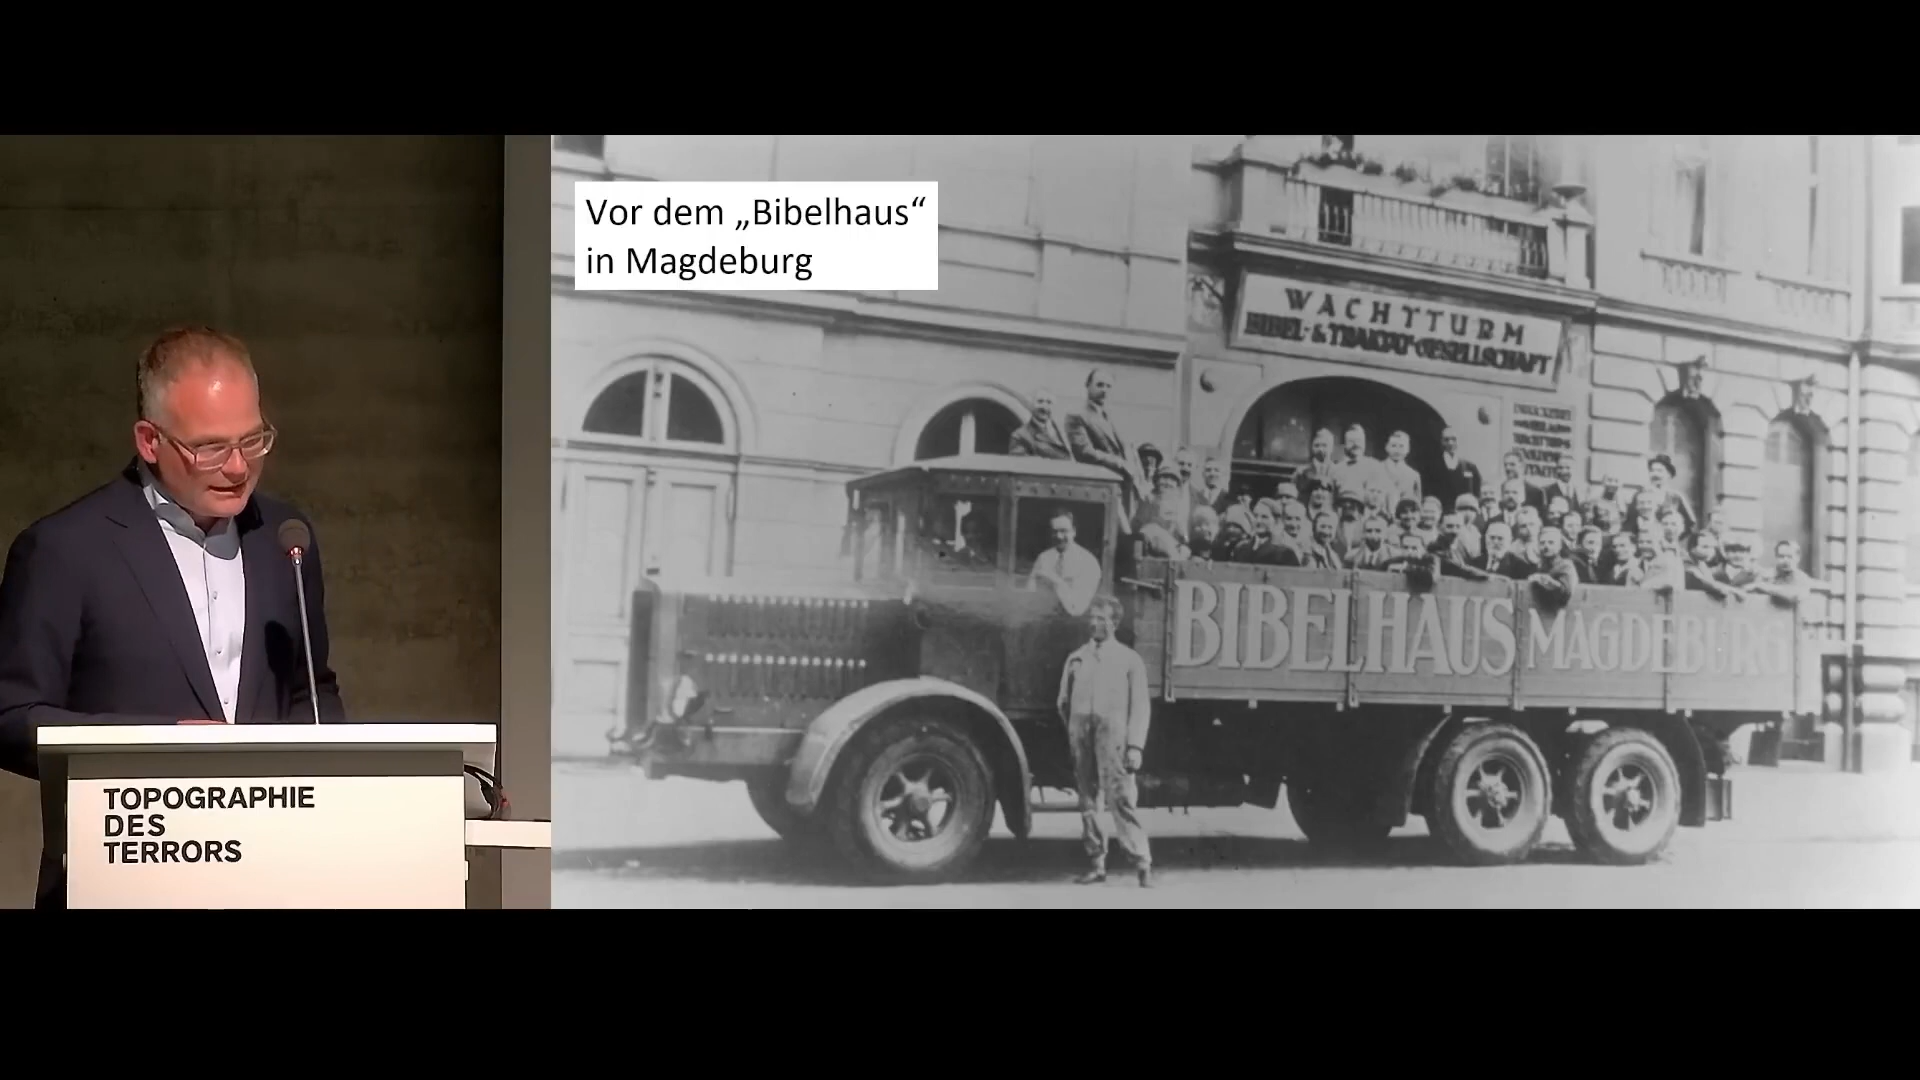 Vor dem „Bibelhaus“
in Magdeburg
WACHTTURM
BIBEL- & TRAKTAT-GESELLSCHAFT
BIBELHAUS MAGDEBURG
TOPOGRAPHIE
DES
TERRORS